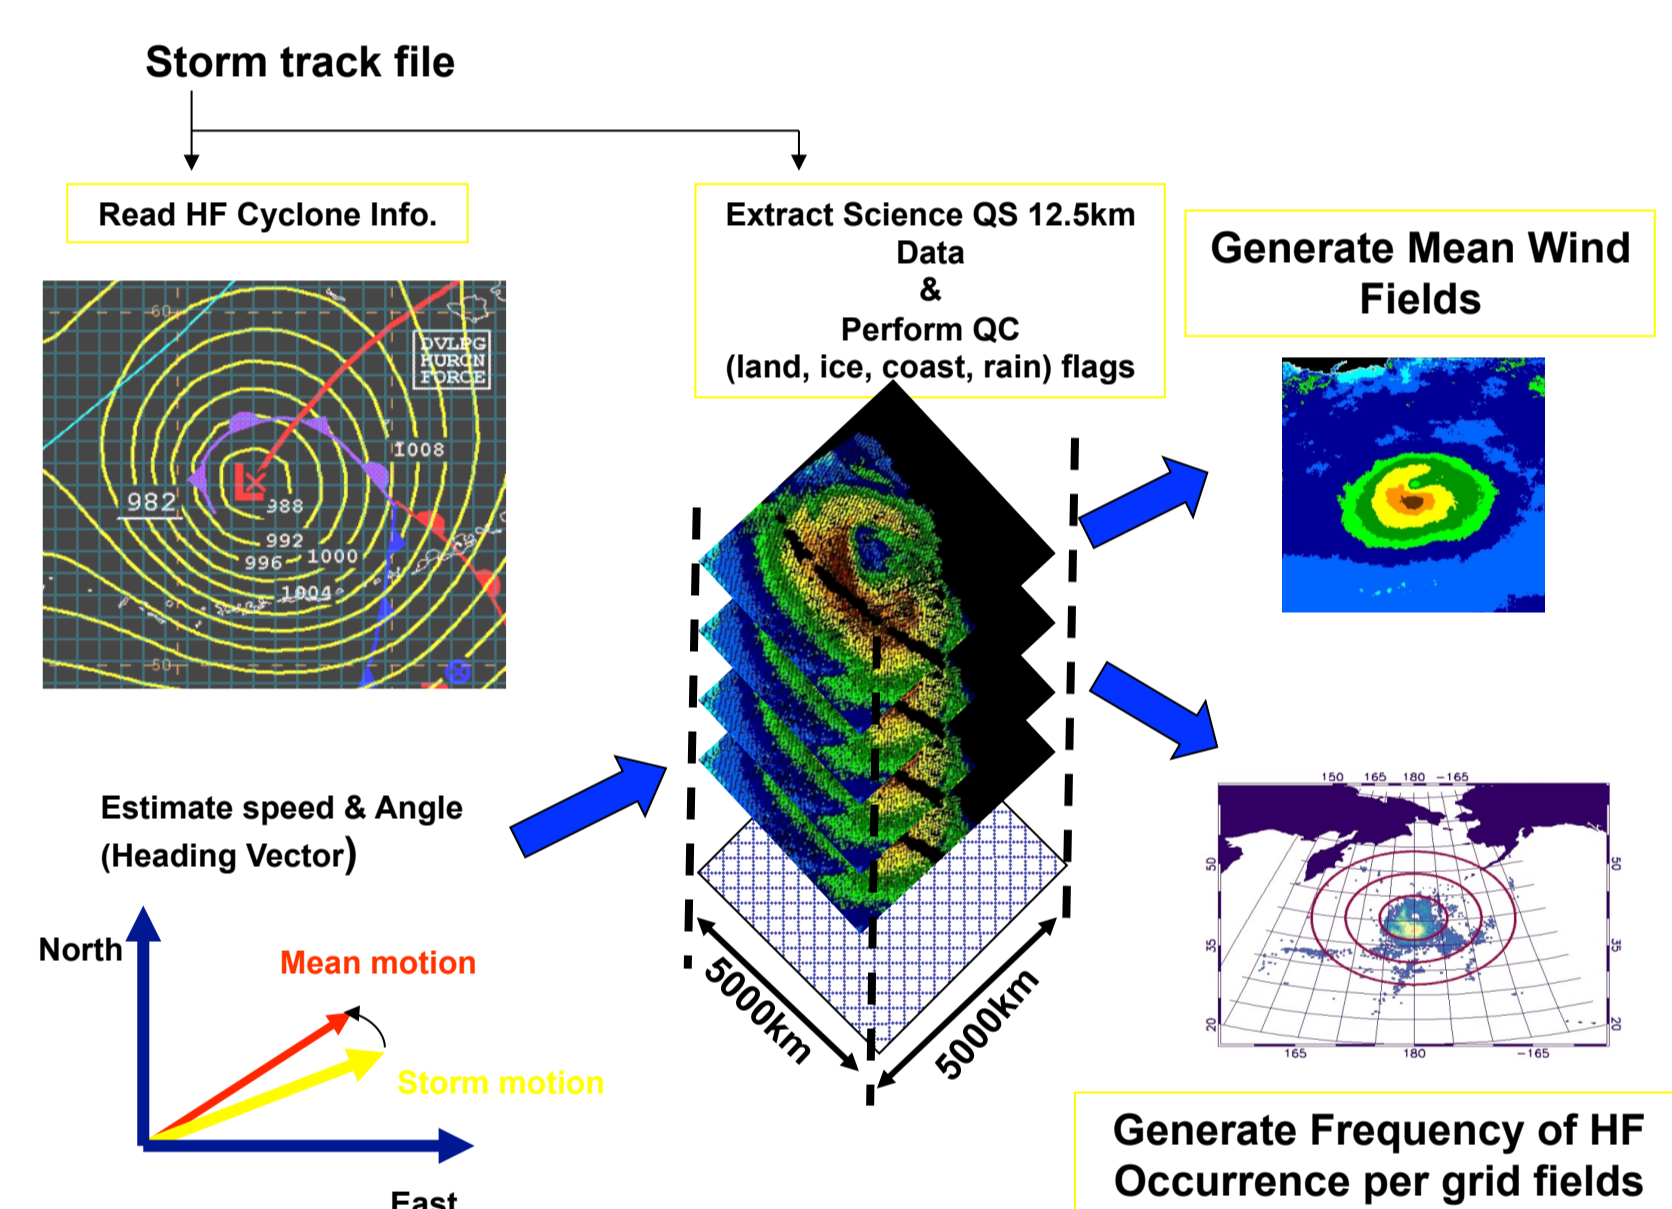 Storm track file
Read HF Cyclone Info.
Extract Science QS 12.5km
Data
&
Perform QC
(land, ice, coast, rain) flags
Generate Mean Wind
Fields
60
DVLPG
HURCN
FORCE
1008
982
988
992
996
1000
1004
50
L
Estimate speed & Angle
(Heading Vector)
North
Mean motion
Storm motion
East
5000km
5000km
150 165 180 -165
50
50
35
35
20
20
165 180 -165
Generate Frequency of HF
Occurrence per grid fields